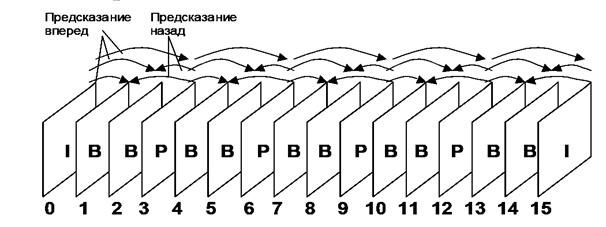 Предсказание вперед
Предсказание назад
I B B P B B P B B P B B P B B I
0 1 2 3 4 5 6 7 8 9 10 11 12 13 14 15